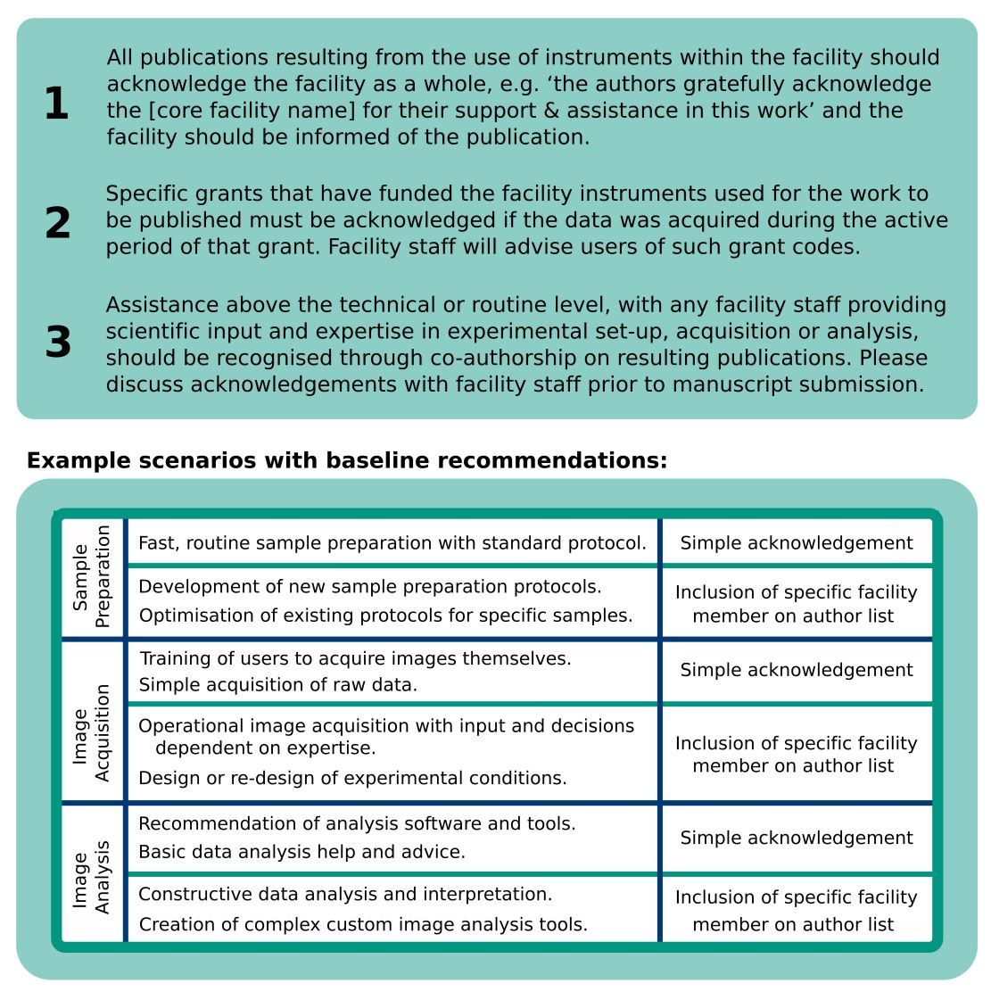 1
All publications resulting from the use of instruments within the facility should
acknowledge the facility as a whole, e.g. ‘the authors gratefully acknowledge
the [core facility name] for their support & assistance in this work’ and the
facility should be informed of the publication.
2
Specific grants that have funded the facility instruments used for the work to
be published must be acknowledged if the data was acquired during the active
period of that grant. Facility staff will advise users of such grant codes.
3
Assistance above the technical or routine level, with any facility staff providing
scientific input and expertise in experimental set-up, acquisition or analysis,
should be recognised through co-authorship on resulting publications. Please
discuss acknowledgements with facility staff prior to manuscript submission.
Example scenarios with baseline recommendations:
Sample
Preparation
Fast, routine sample preparation with standard protocol.
Simple acknowledgement
Development of new sample preparation protocols.
Optimisation of existing protocols for specific samples.
Inclusion of specific facility
member on author list
Image
Acquisition
Training of users to acquire images themselves.
Simple acquisition of raw data.
Simple acknowledgement
Operational image acquisition with input and decisions
dependent on expertise.
Design or re-design of experimental conditions.
Inclusion of specific facility
member on author list
Image
Analysis
Recommendation of analysis software and tools.
Basic data analysis help and advice.
Simple acknowledgement
Constructive data analysis and interpretation.
Creation of complex custom image analysis tools.
Inclusion of specific facility
member on author list